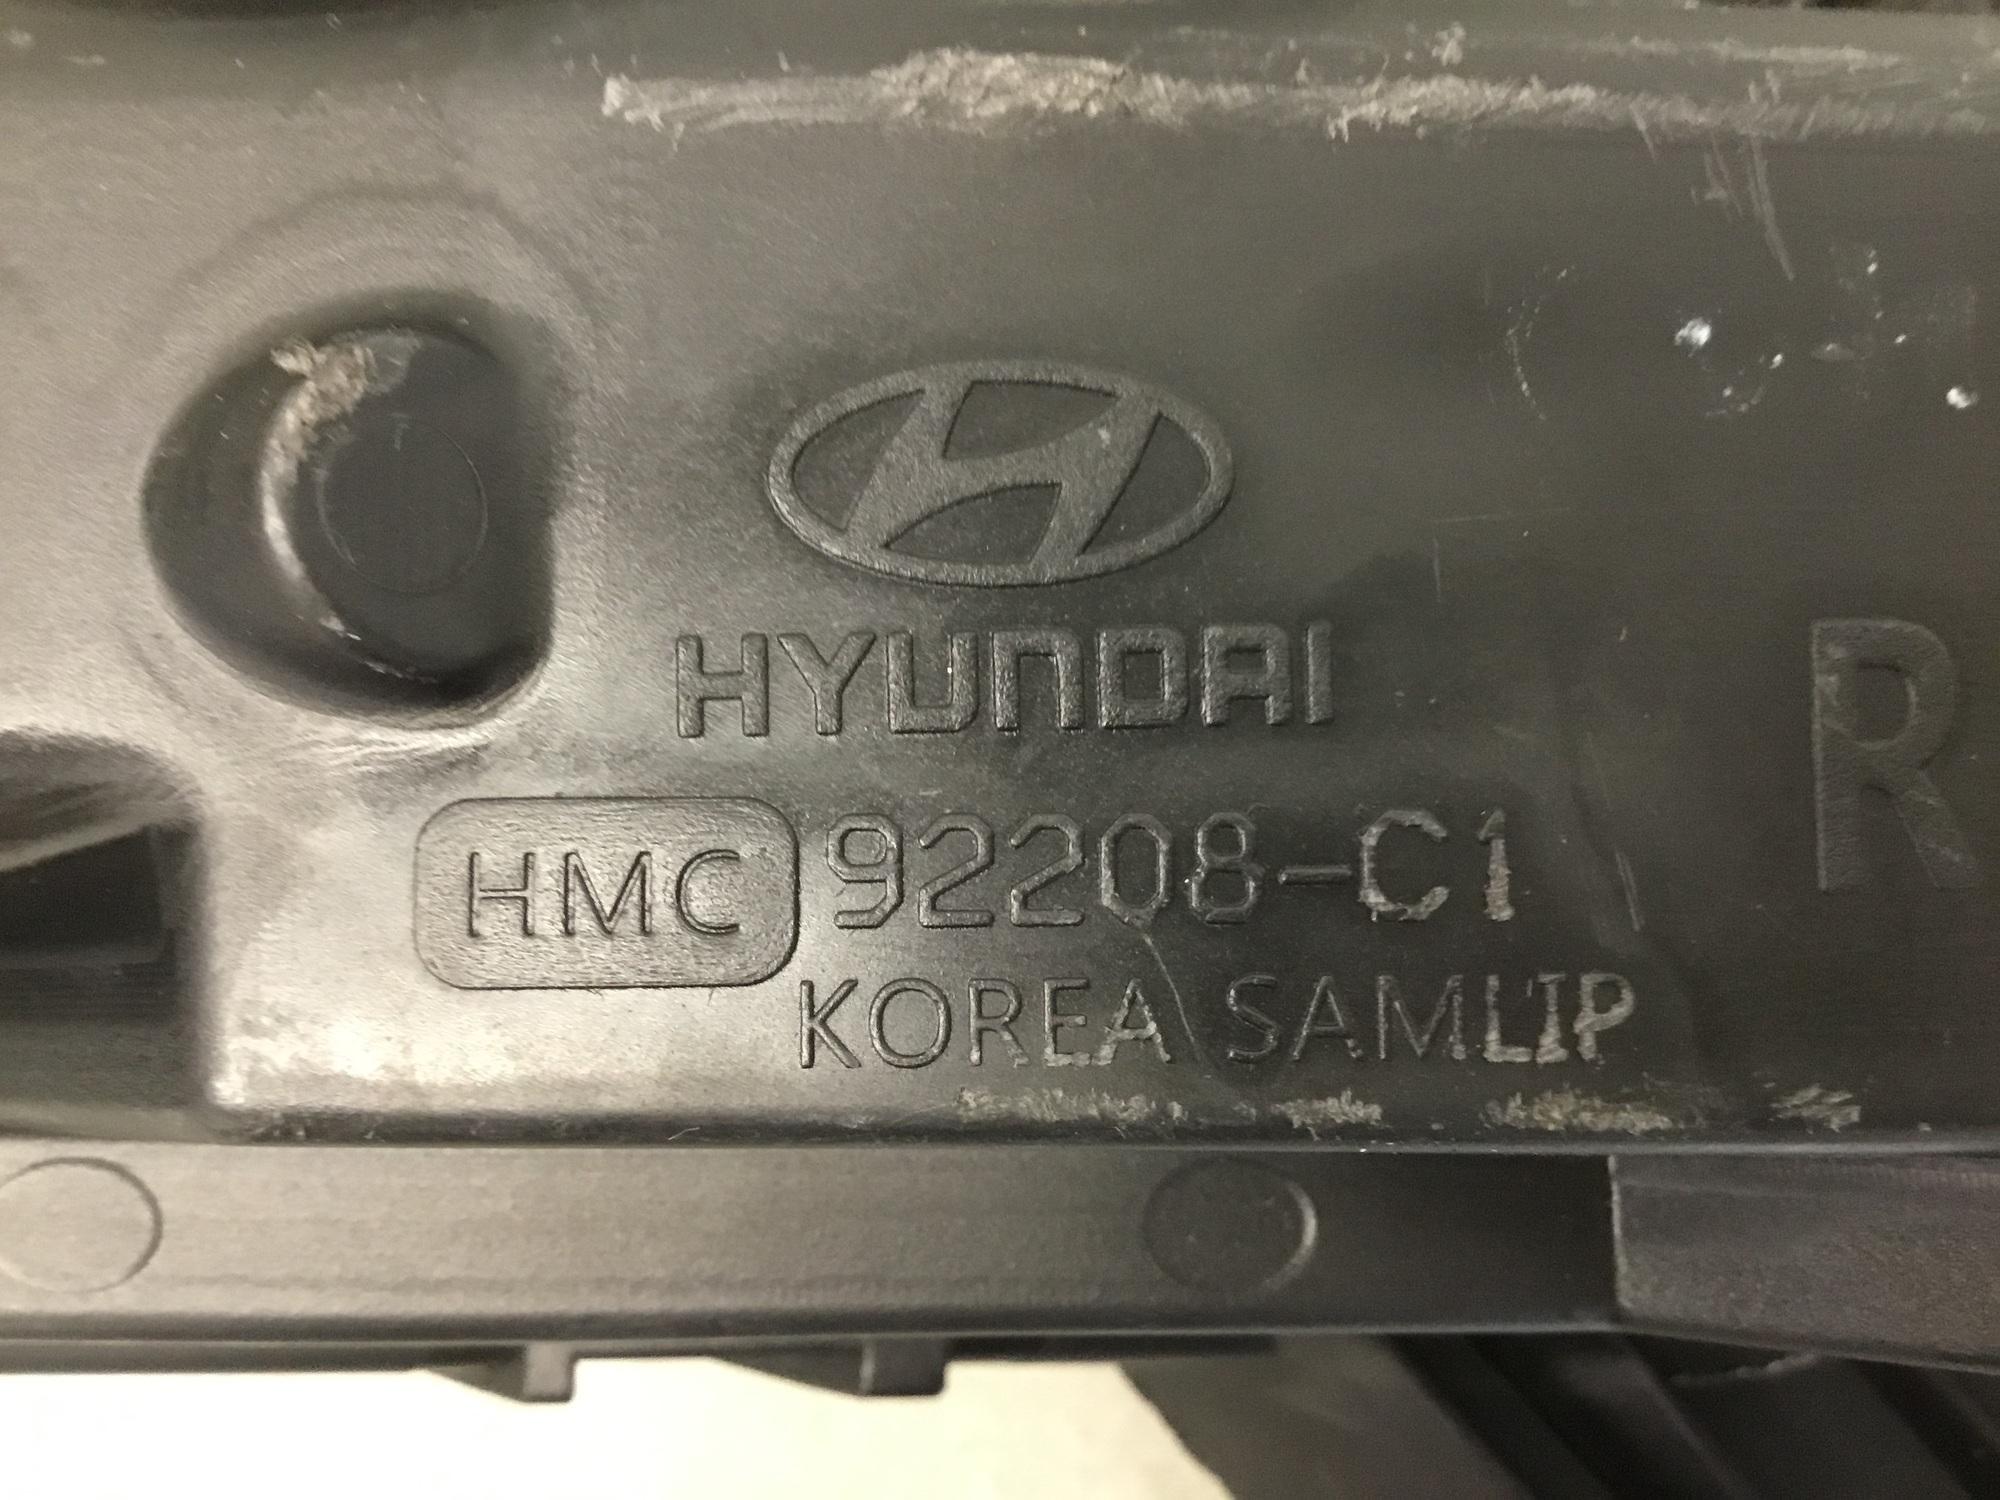 HYUNDAI
R
HMC 92208-C1
KOREA SAMLIP